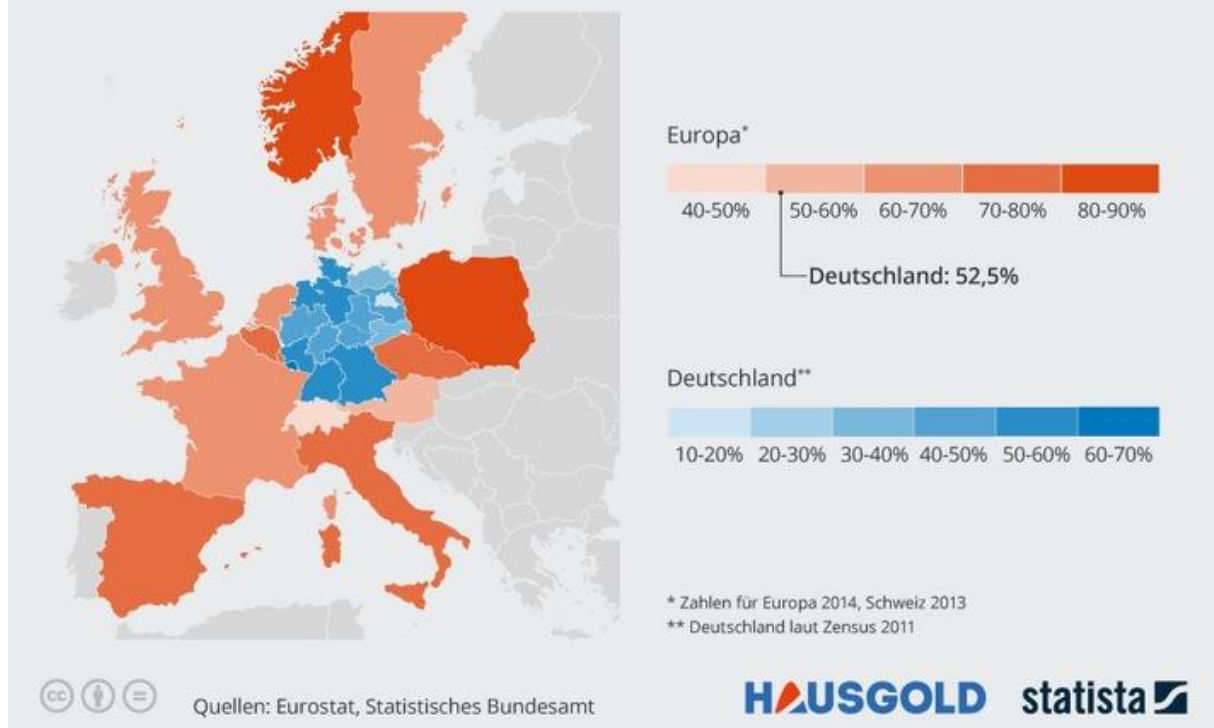 Europa*
40-50% 50-60% 60-70% 70-80% 80-90%
Deutschland: 52,5%
Deutschland**
10-20% 20-30% 30-40% 40-50% 50-60% 60-70%
* Zahlen für Europa 2014, Schweiz 2013
** Deutschland laut Zensus 2011
cc
Quellen: Eurostat, Statistisches Bundesamt
HAUSGOLD
statista